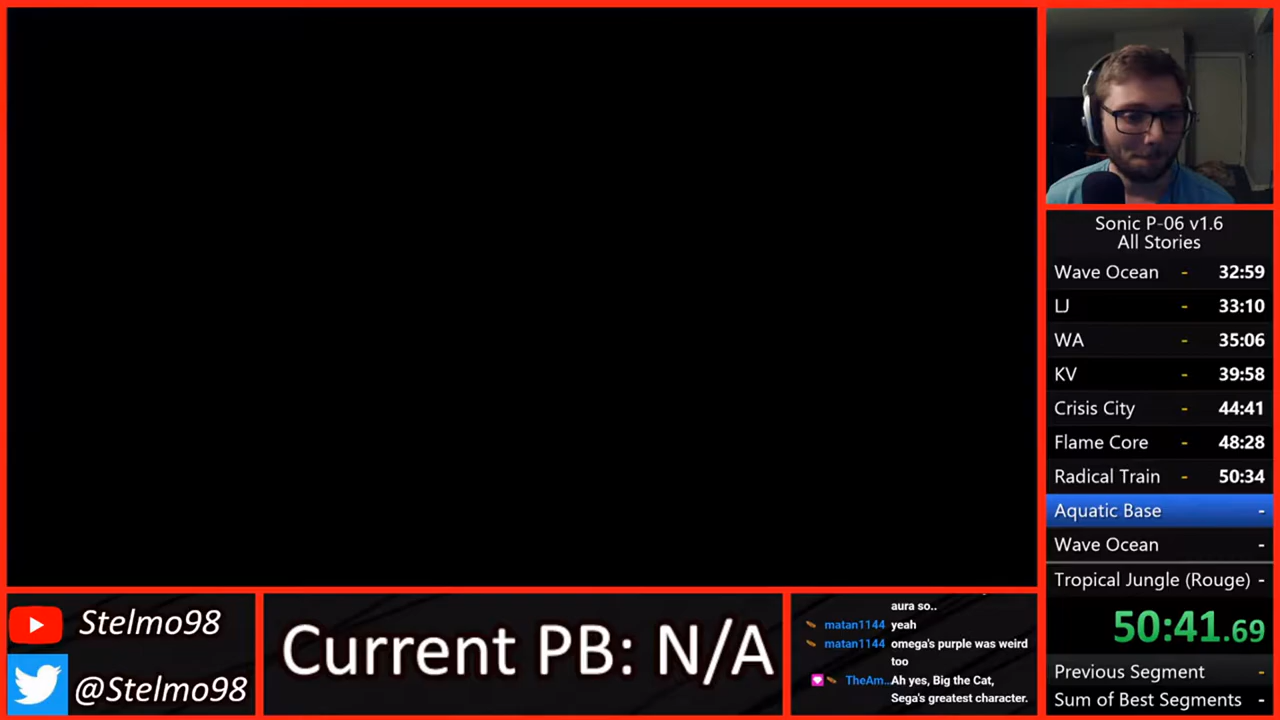 Sonic P-06 v1.6
All Stories
Wave Ocean - 32:59
LJ - 33:10
WA - 35:06
KV - 39:58
Crisis City - 44:41
Flame Core - 48:28
Radical Train - 50:34
Aquatic Base -
Wave Ocean -
Tropical Jungle (Rouge) -
50:41.69
Previous Segment -
Sum of Best Segments -
Stelmo98
@Stelmo98
Current PB: N/A
aura so..
matan1144 yeah
matan1144 omega's purple was weird
too
TheAm... Ah yes, Big the Cat,
Sega's greatest character.